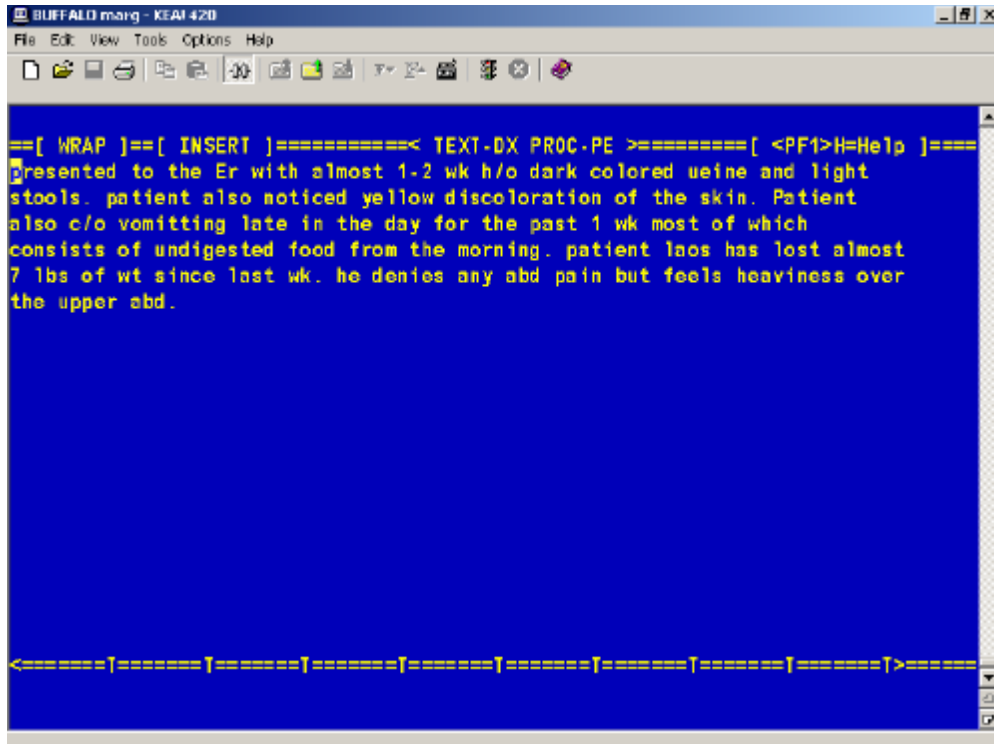 BUFFALO marg - KEA! 420
File Edit View Tools Options Help
==[ WRAP ]==[ INSERT ]===========< TEXT-DX PROC-PE >=========[ <PF1>H=Help ]====
presented to the Er with almost 1-2 wk h/o dark colored ueine and light
stools. patient also noticed yellow discoloration of the skin. Patient
also c/o vomitting late in the day for the past 1 wk most of which
consists of undigested food from the morning. patient laos has lost almost
7 lbs of wt since last wk. he denies any abd pain but feels heaviness over
the upper abd.
<=======T=======T=======T=======T=======T=======T=======T=======T=======T>======